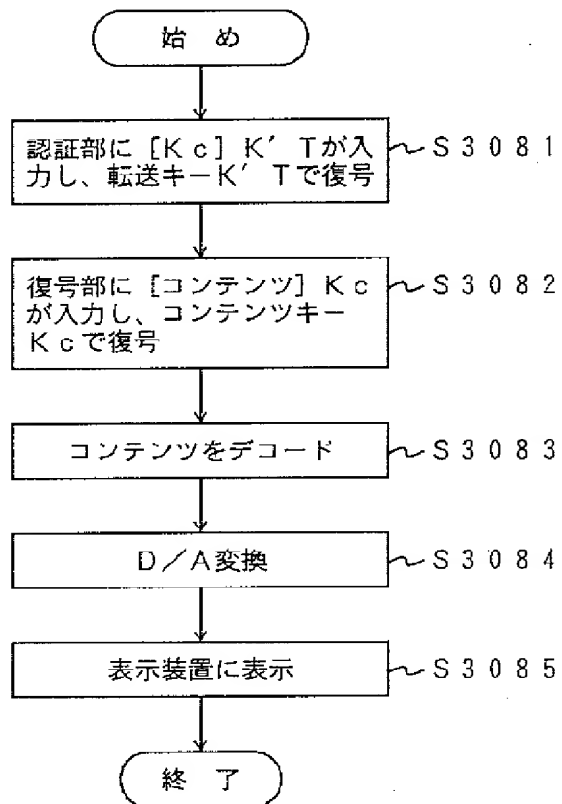 始 め
認証部に［Ｋｃ］Ｋ′Ｔが入
力し、転送キーＫ′Ｔで復号
Ｓ３０８１
復号部に［コンテンツ］Ｋｃ
が入力し、コンテンツキー
Ｋｃで復号
Ｓ３０８２
コンテンツをデコード
Ｓ３０８３
Ｄ／Ａ変換
Ｓ３０８４
表示装置に表示
Ｓ３０８５
終 了